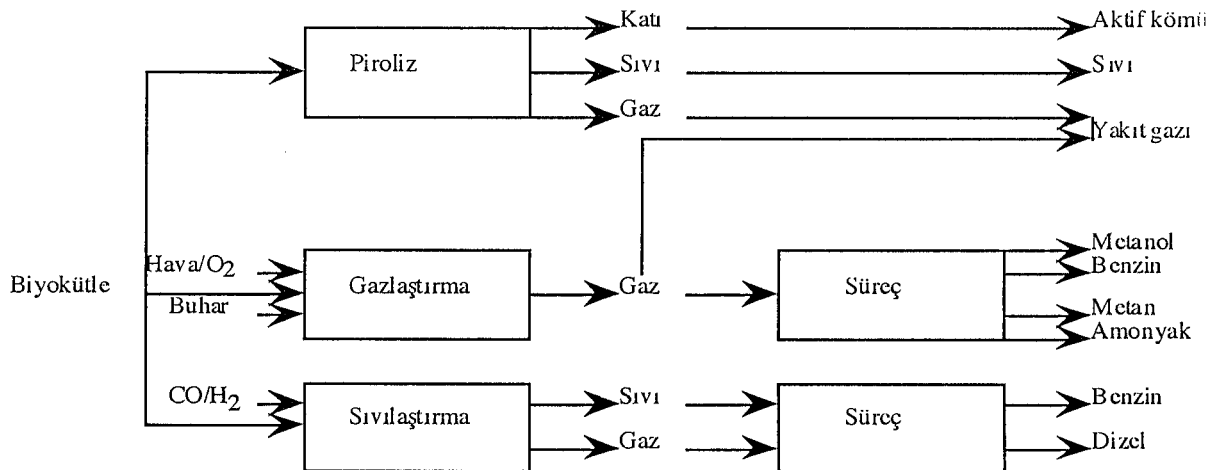 Katı
Aktif kömü
Piroliz
Sıvı
Sıvı
Gaz
Yakıt gazı
Biyokütle
Hava/O2
Buhar
Gazlaştırma
Gaz
Süreç
Metanol
Benzin
Metan
Amonyak
CO/H2
Sıvılaştırma
Sıvı
Gaz
Süreç
Benzin
Dizel